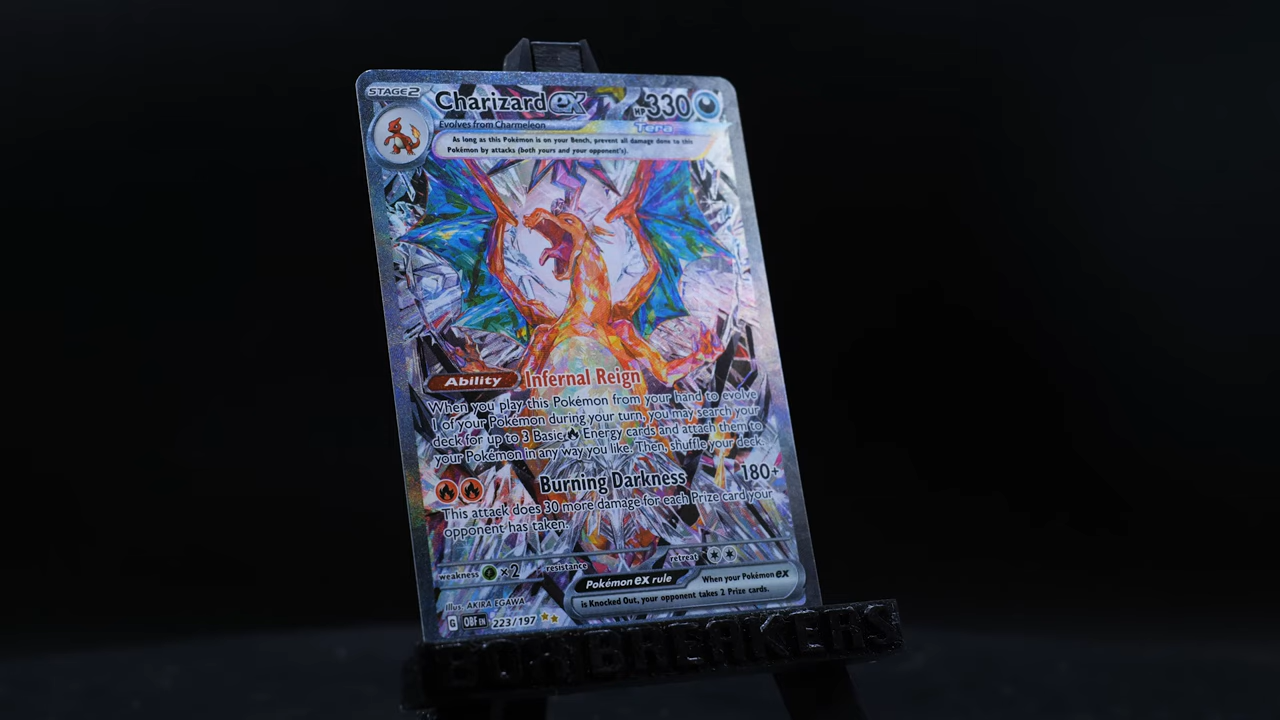 STAGE2
Charizard ex HP 330
Evolves from Charmeleon Tera
As long as this Pokémon is on your Bench, prevent all damage done to this
Pokémon by attacks (both yours and your opponent's).
Ability Infernal Reign
When you play this Pokémon from your hand to evolve
1 of your Pokémon during your turn, you may search your
deck for up to 3 Basic Energy cards and attach them to
your Pokémon in any way you like. Then, shuffle your deck.
Burning Darkness 180+
This attack does 30 more damage for each Prize card your
opponent has taken.
weakness ×2 resistance retreat
Pokémon ex rule When your Pokémon ex
is Knocked Out, your opponent takes 2 Prize cards.
Illus. AKIRA EGAWA
G OBF EN 223/197
BOXBREAKERS